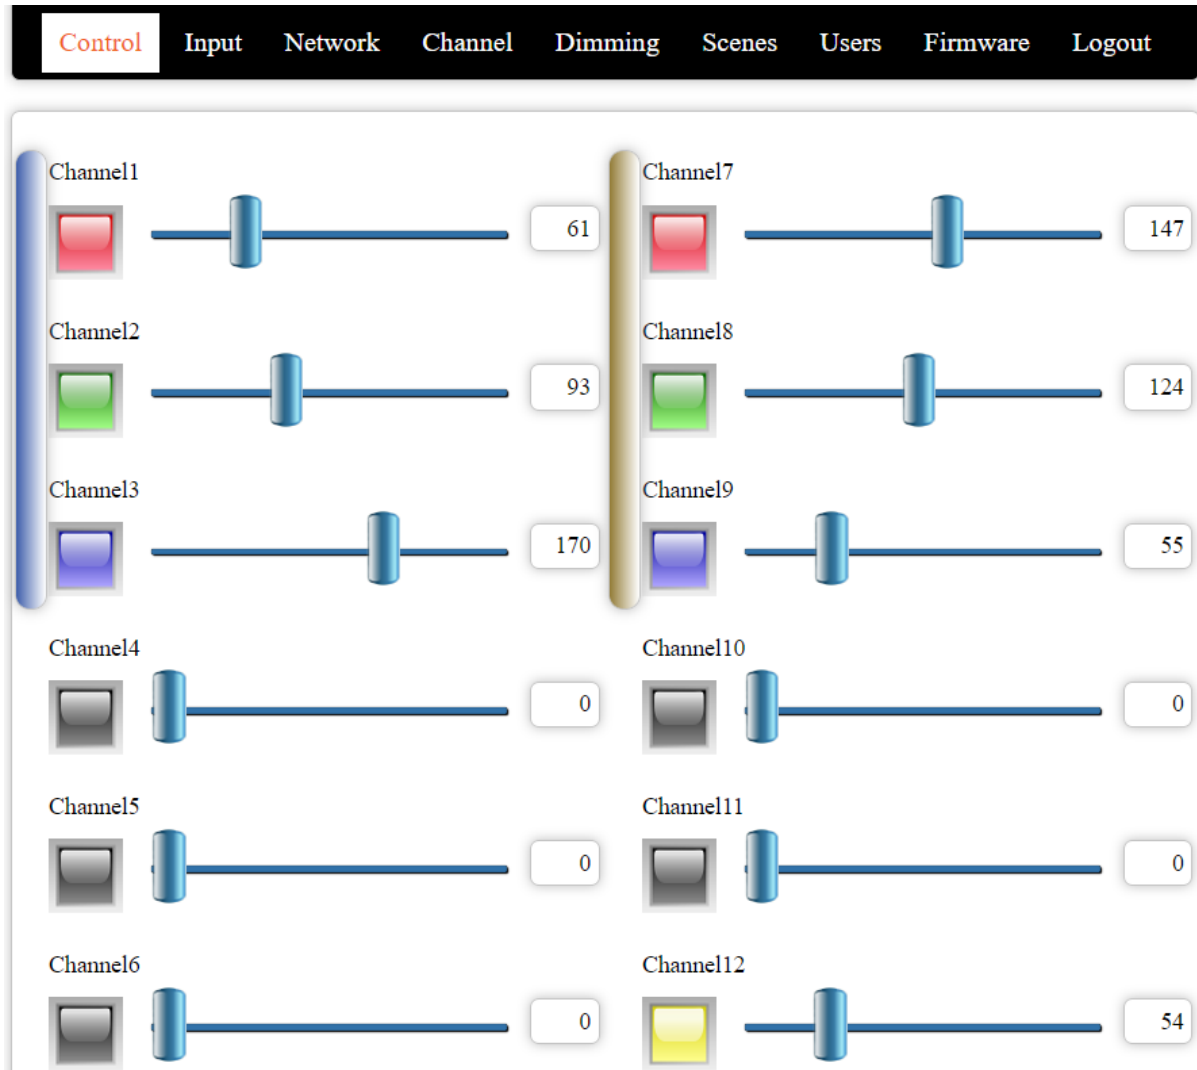 Control Input Network Channel Dimming Scenes Users Firmware Logout
Channel1
61
Channel2
93
Channel3
170
Channel4
0
Channel5
0
Channel6
0
Channel7
147
Channel8
124
Channel9
55
Channel10
0
Channel11
0
Channel12
54